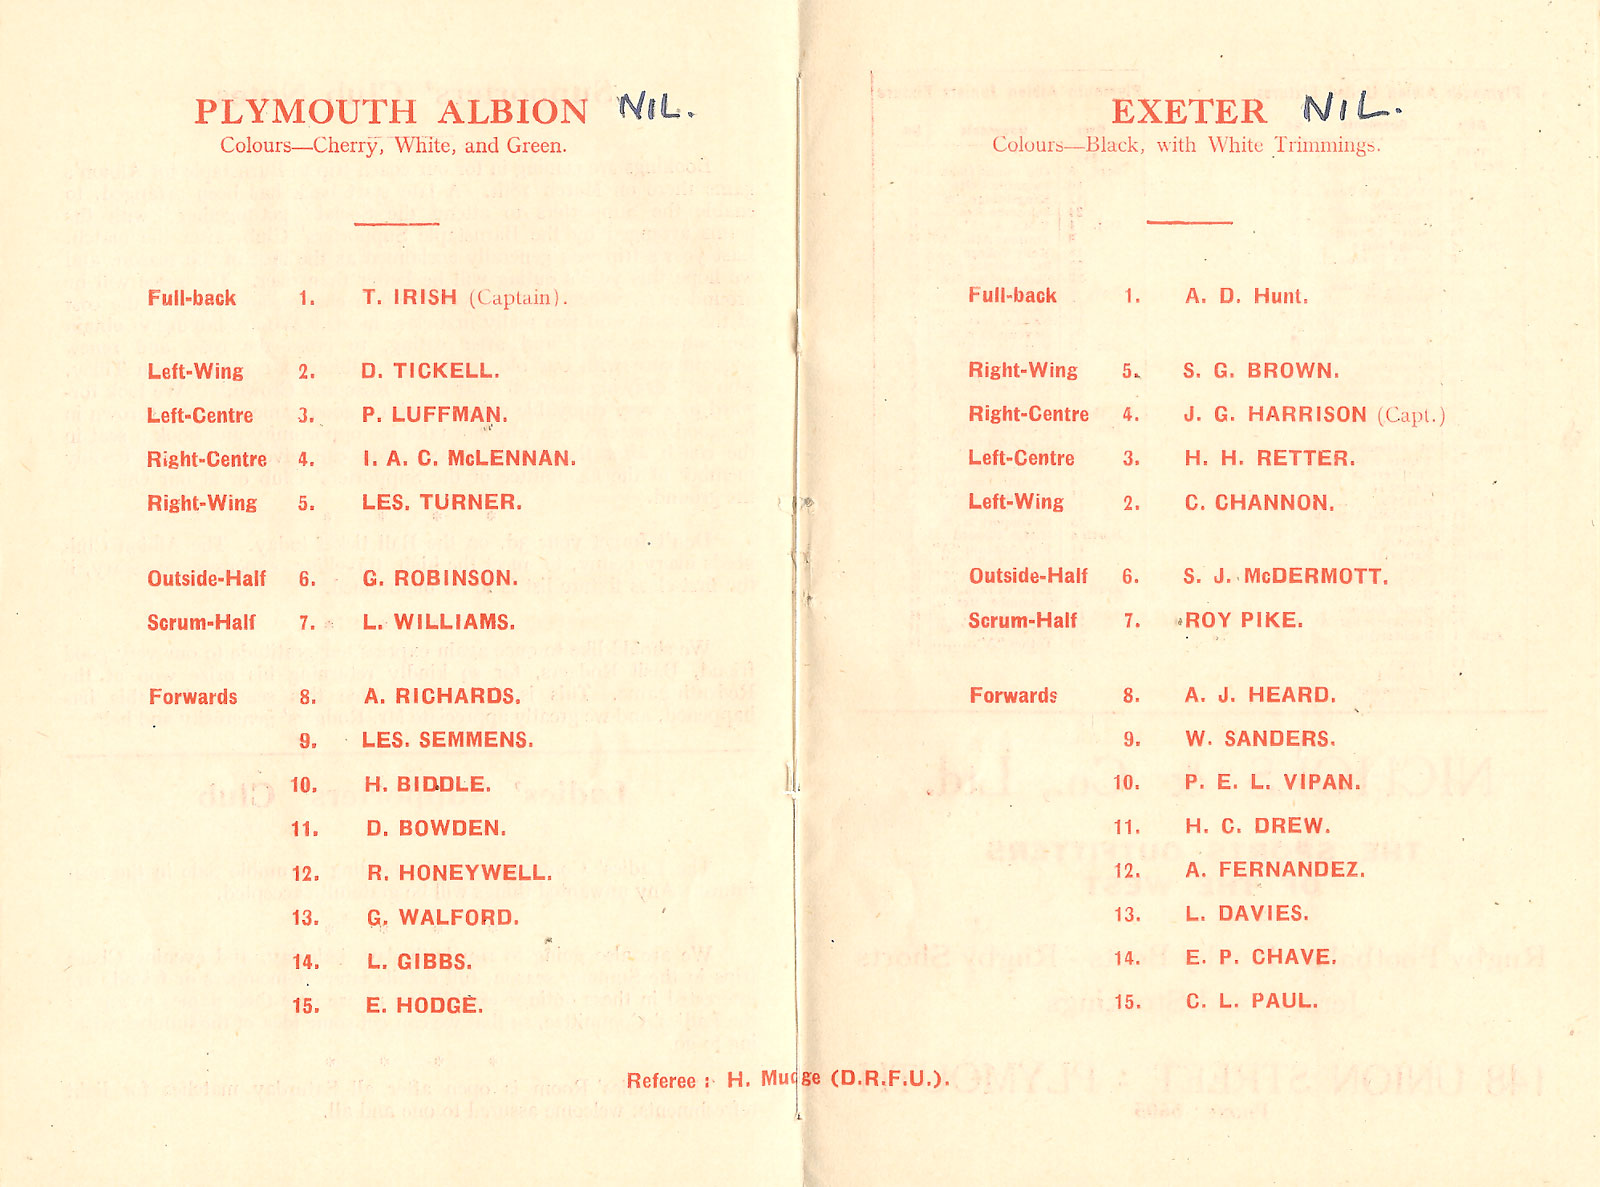 PLYMOUTH ALBION NIL.
Colours—Cherry, White, and Green.
Full-back 1. T. IRISH (Captain).
Left-Wing 2. D. TICKELL.
Left-Centre 3. P. LUFFMAN.
Right-Centre 4. I. A. C. McLENNAN.
Right-Wing 5. LES. TURNER.
Outside-Half 6. G. ROBINSON.
Scrum-Half 7. L. WILLIAMS.
Forwards 8. A. RICHARDS.
9. LES. SEMMENS.
10. H. BIDDLE.
11. D. BOWDEN.
12. R. HONEYWELL.
13. G. WALFORD.
14. L. GIBBS.
15. E. HODGE.
EXETER NIL.
Colours—Black, with White Trimmings.
Full-back 1. A. D. Hunt.
Right-Wing 5. S. G. BROWN.
Right-Centre 4. J. G. HARRISON (Capt.)
Left-Centre 3. H. H. RETTER.
Left-Wing 2. C. CHANNON.
Outside-Half 6. S. J. McDERMOTT.
Scrum-Half 7. ROY PIKE.
Forwards 8. A. J. HEARD.
9. W. SANDERS.
10. P. E. L. VIPAN.
11. H. C. DREW.
12. A. FERNANDEZ.
13. L. DAVIES.
14. E. P. CHAVE.
15. C. L. PAUL.
Referee : H. Mudge (D.R.F.U.).